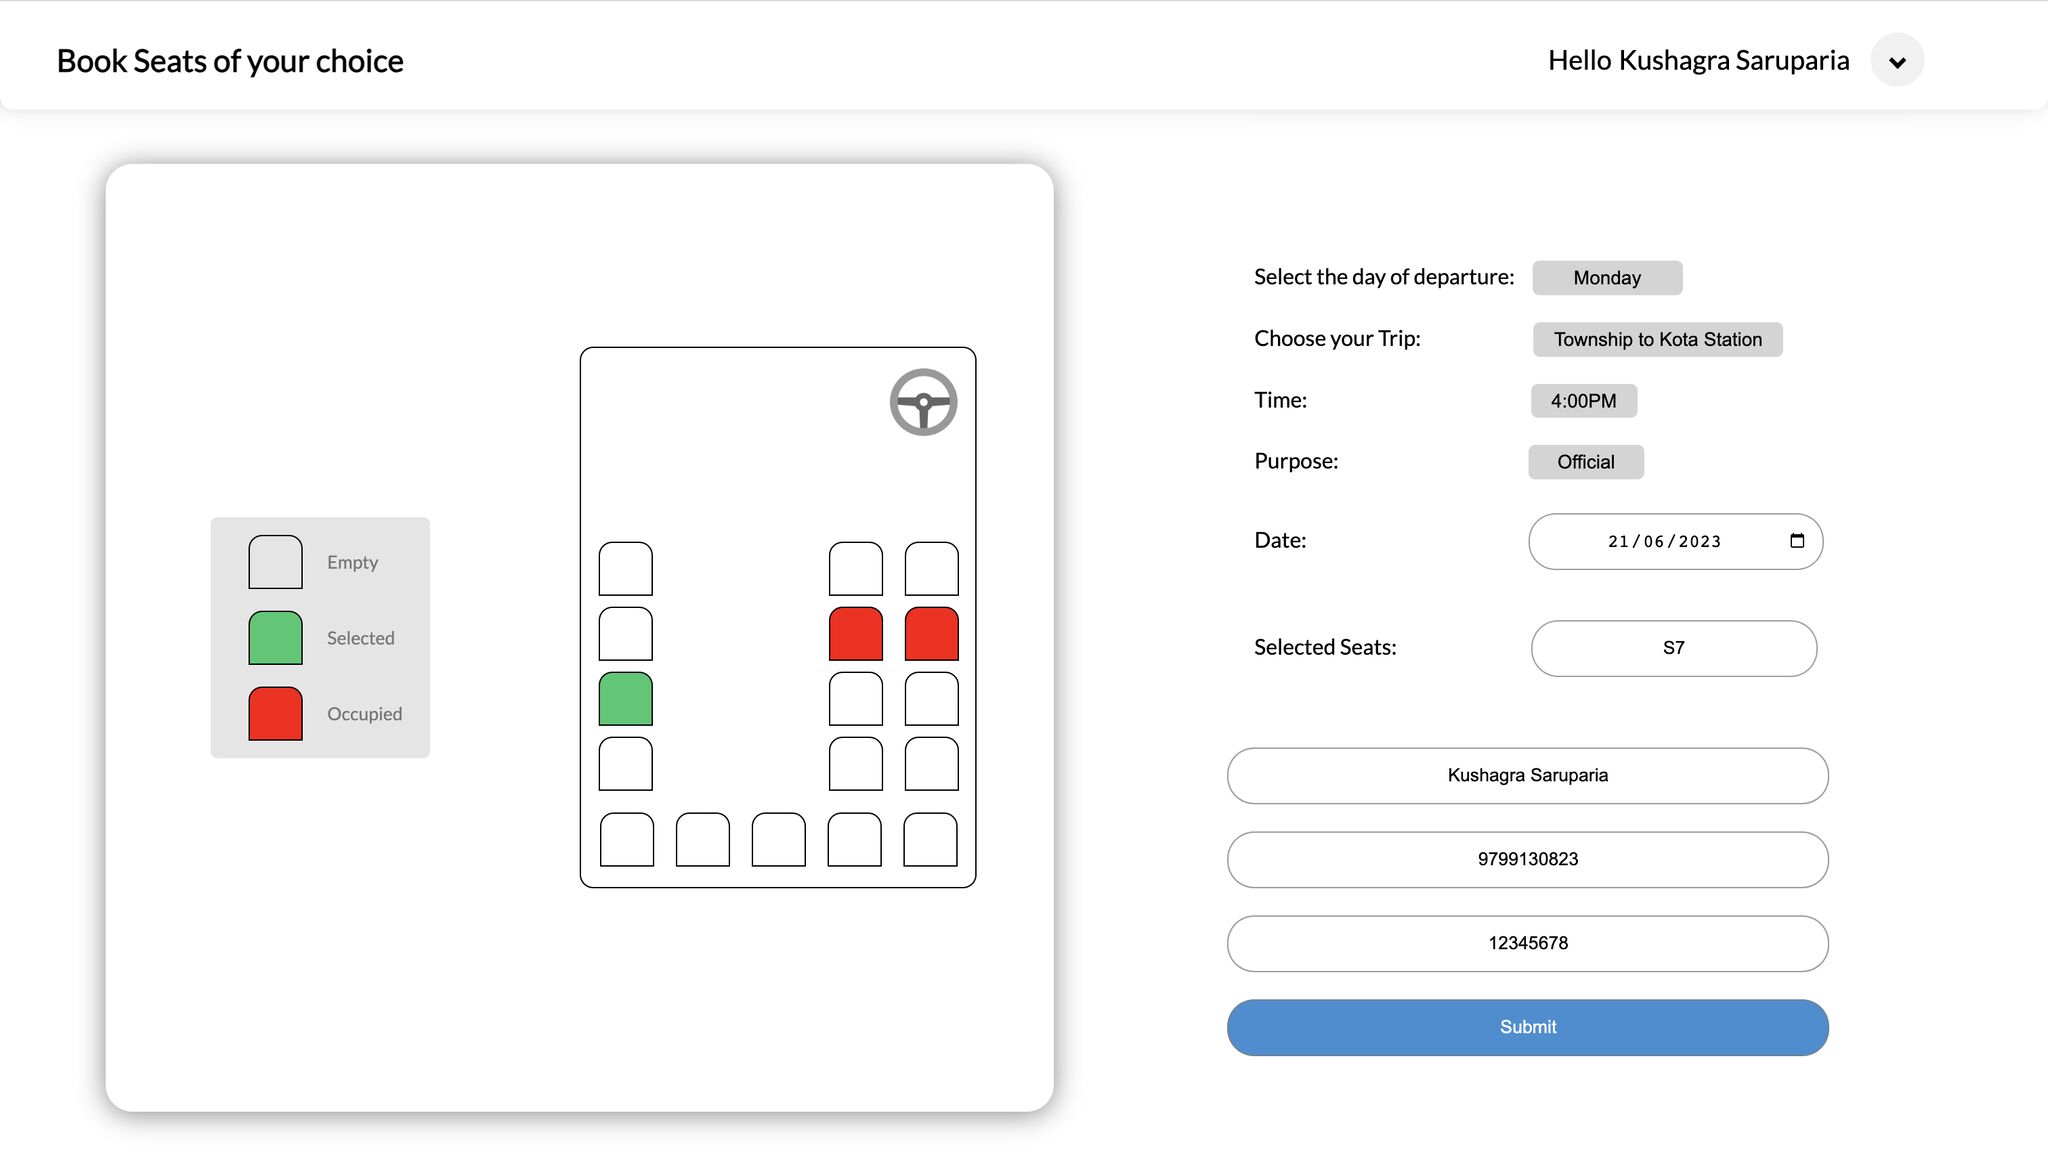 Book Seats of your choice
Hello Kushagra Saruparia
Empty
Selected
Occupied
Select the day of departure: Monday
Choose your Trip: Township to Kota Station
Time: 4:00PM
Purpose: Official
Date: 21/06/2023
Selected Seats: S7
Kushagra Saruparia
9799130823
12345678
Submit